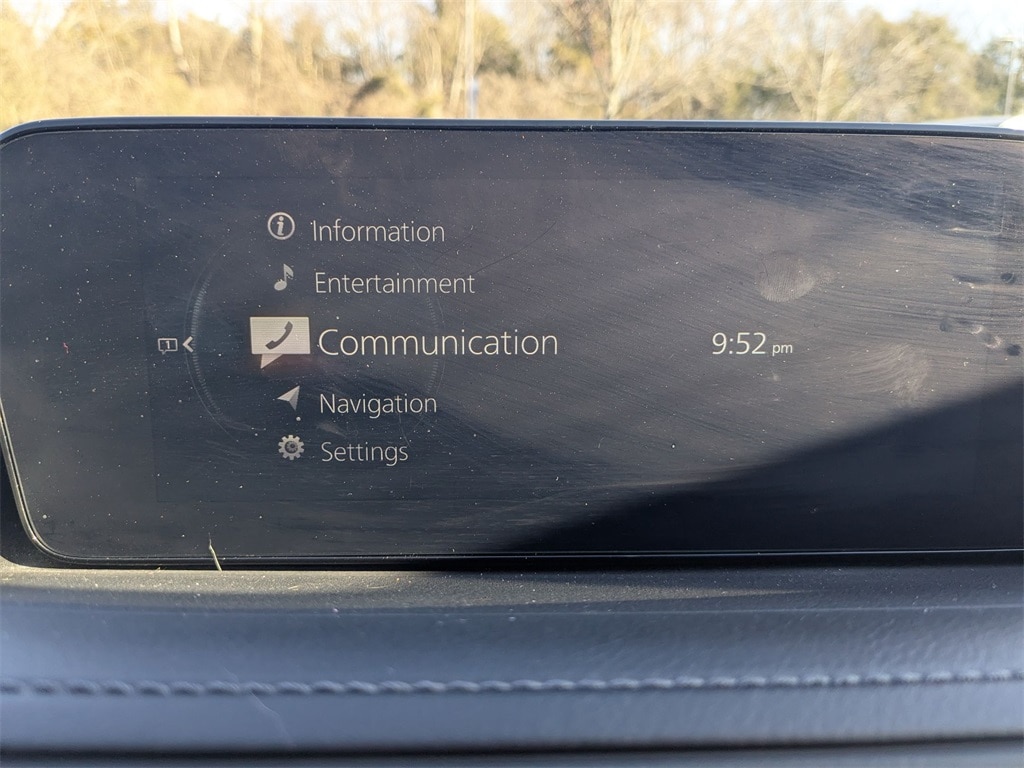 Information
Entertainment
Communication
9:52 pm
Navigation
Settings